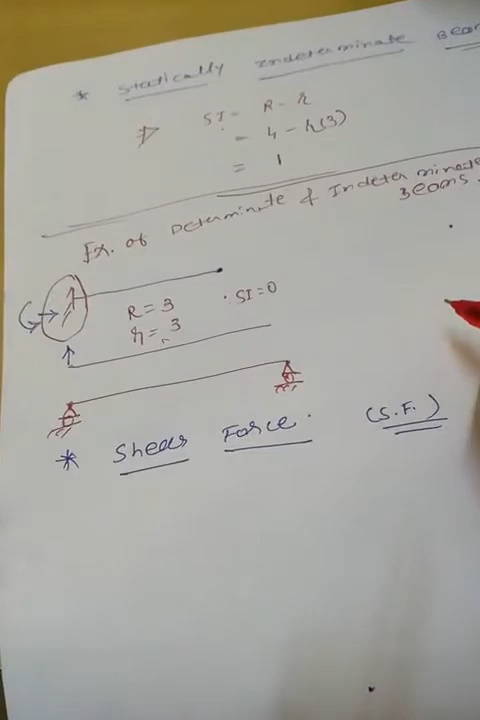 * Statically Indeterminate Beam
⇒ SI = R - r
= 4 - r(3)
= 1
Ex. of Determinate & Indeterminate
Beams.
R = 3
SI = 0
r = 3
* Shear Force. (S.F.)